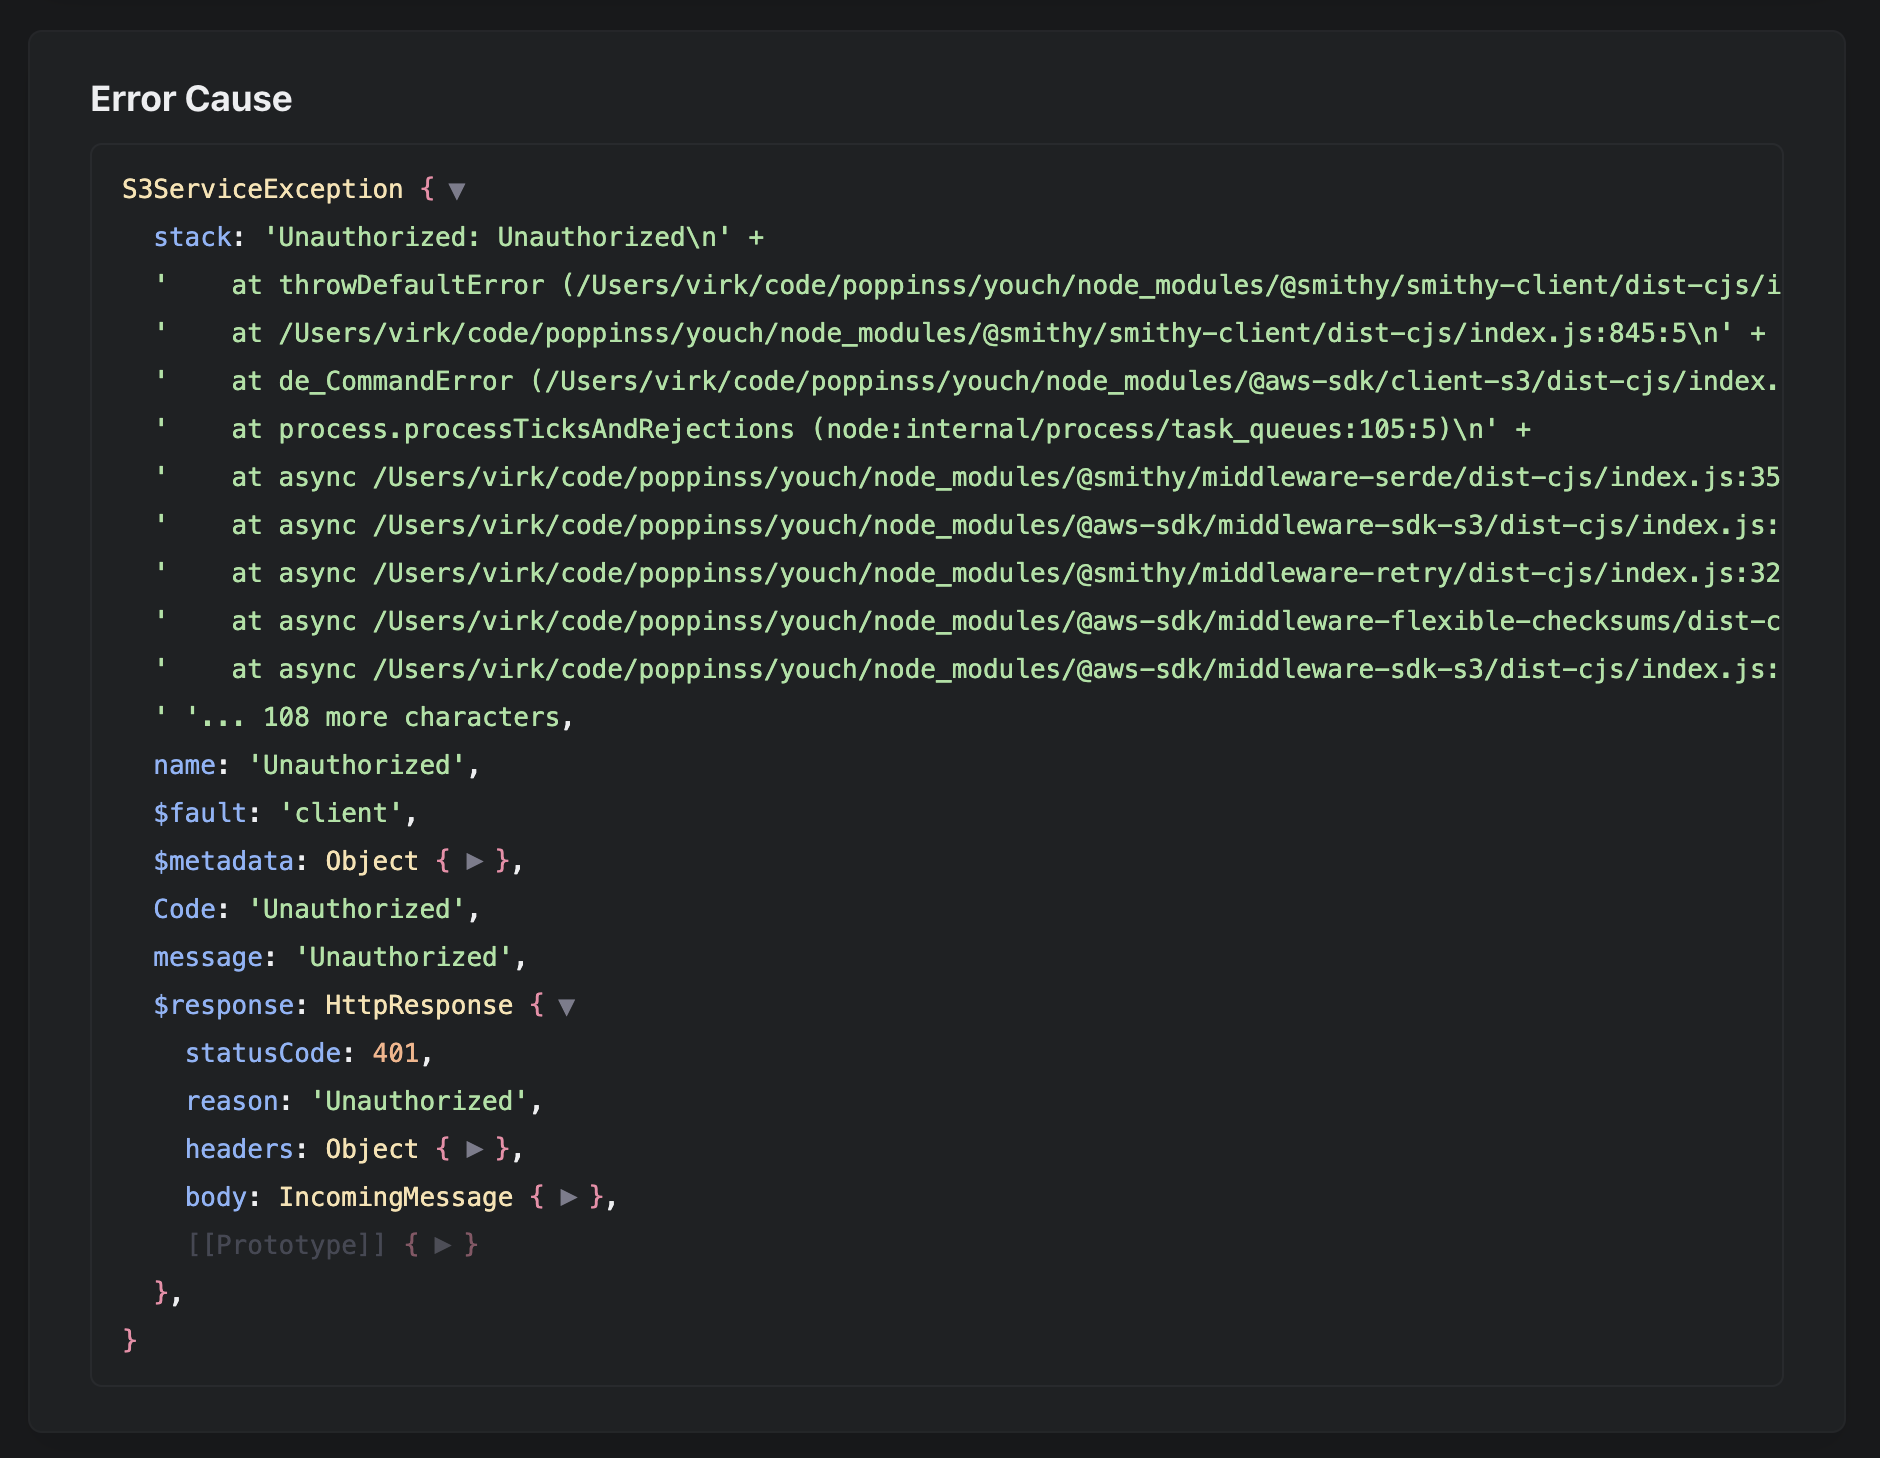 Error Cause
S3ServiceException { ▼
stack: 'Unauthorized: Unauthorized\n' +
'    at throwDefaultError (/Users/virk/code/poppinss/youch/node_modules/@smithy/smithy-client/dist-cjs/i
'    at /Users/virk/code/poppinss/youch/node_modules/@smithy/smithy-client/dist-cjs/index.js:845:5\n' +
'    at de_CommandError (/Users/virk/code/poppinss/youch/node_modules/@aws-sdk/client-s3/dist-cjs/index.
'    at process.processTicksAndRejections (node:internal/process/task_queues:105:5)\n' +
'    at async /Users/virk/code/poppinss/youch/node_modules/@smithy/middleware-serde/dist-cjs/index.js:35
'    at async /Users/virk/code/poppinss/youch/node_modules/@aws-sdk/middleware-sdk-s3/dist-cjs/index.js:
'    at async /Users/virk/code/poppinss/youch/node_modules/@smithy/middleware-retry/dist-cjs/index.js:32
'    at async /Users/virk/code/poppinss/youch/node_modules/@aws-sdk/middleware-flexible-checksums/dist-c
'    at async /Users/virk/code/poppinss/youch/node_modules/@aws-sdk/middleware-sdk-s3/dist-cjs/index.js:
' '... 108 more characters,
name: 'Unauthorized',
$fault: 'client',
$metadata: Object { ▶ },
Code: 'Unauthorized',
message: 'Unauthorized',
$response: HttpResponse { ▼
statusCode: 401,
reason: 'Unauthorized',
headers: Object { ▶ },
body: IncomingMessage { ▶ },
[[Prototype]] { ▶ }
},
}